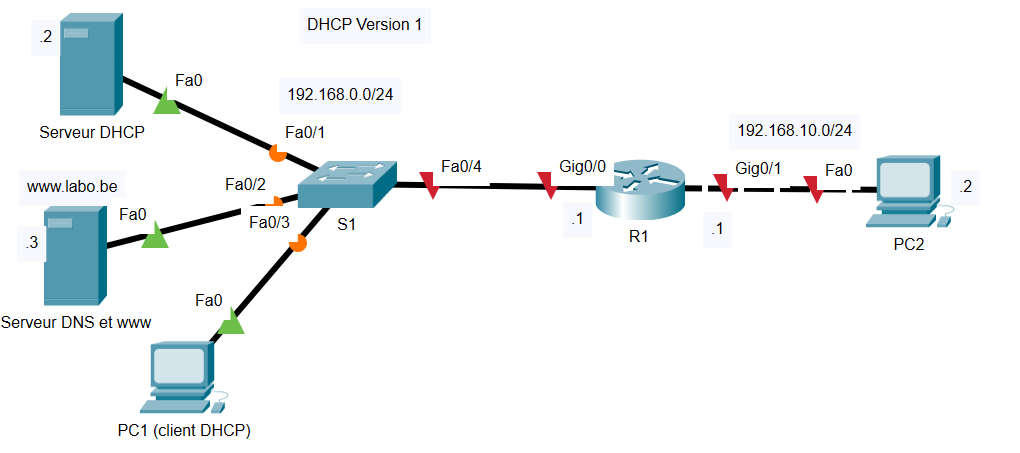 DHCP Version 1
.2
Fa0
192.168.0.0/24
Serveur DHCP
Fa0/1
192.168.10.0/24
www.labo.be
Fa0/2
Fa0/4
Gig0/0
Gig0/1
Fa0
.2
Fa0
Fa0/3
.3
S1
.1
R1
.1
PC2
Serveur DNS et www
Fa0
PC1 (client DHCP)